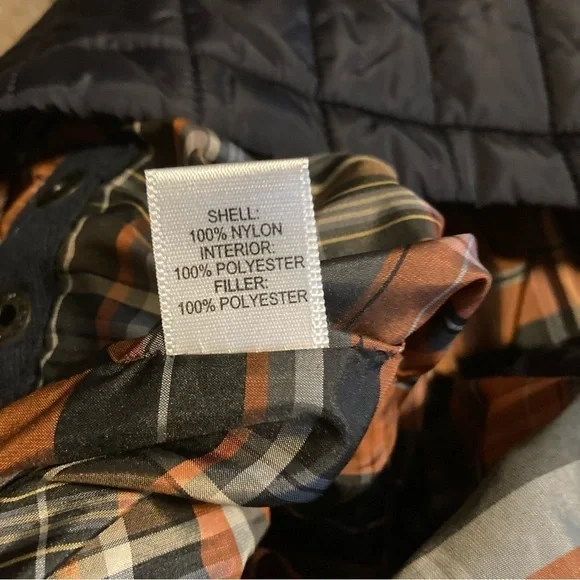 SHELL:
100% NYLON
INTERIOR:
100% POLYESTER
FILLER:
100% POLYESTER